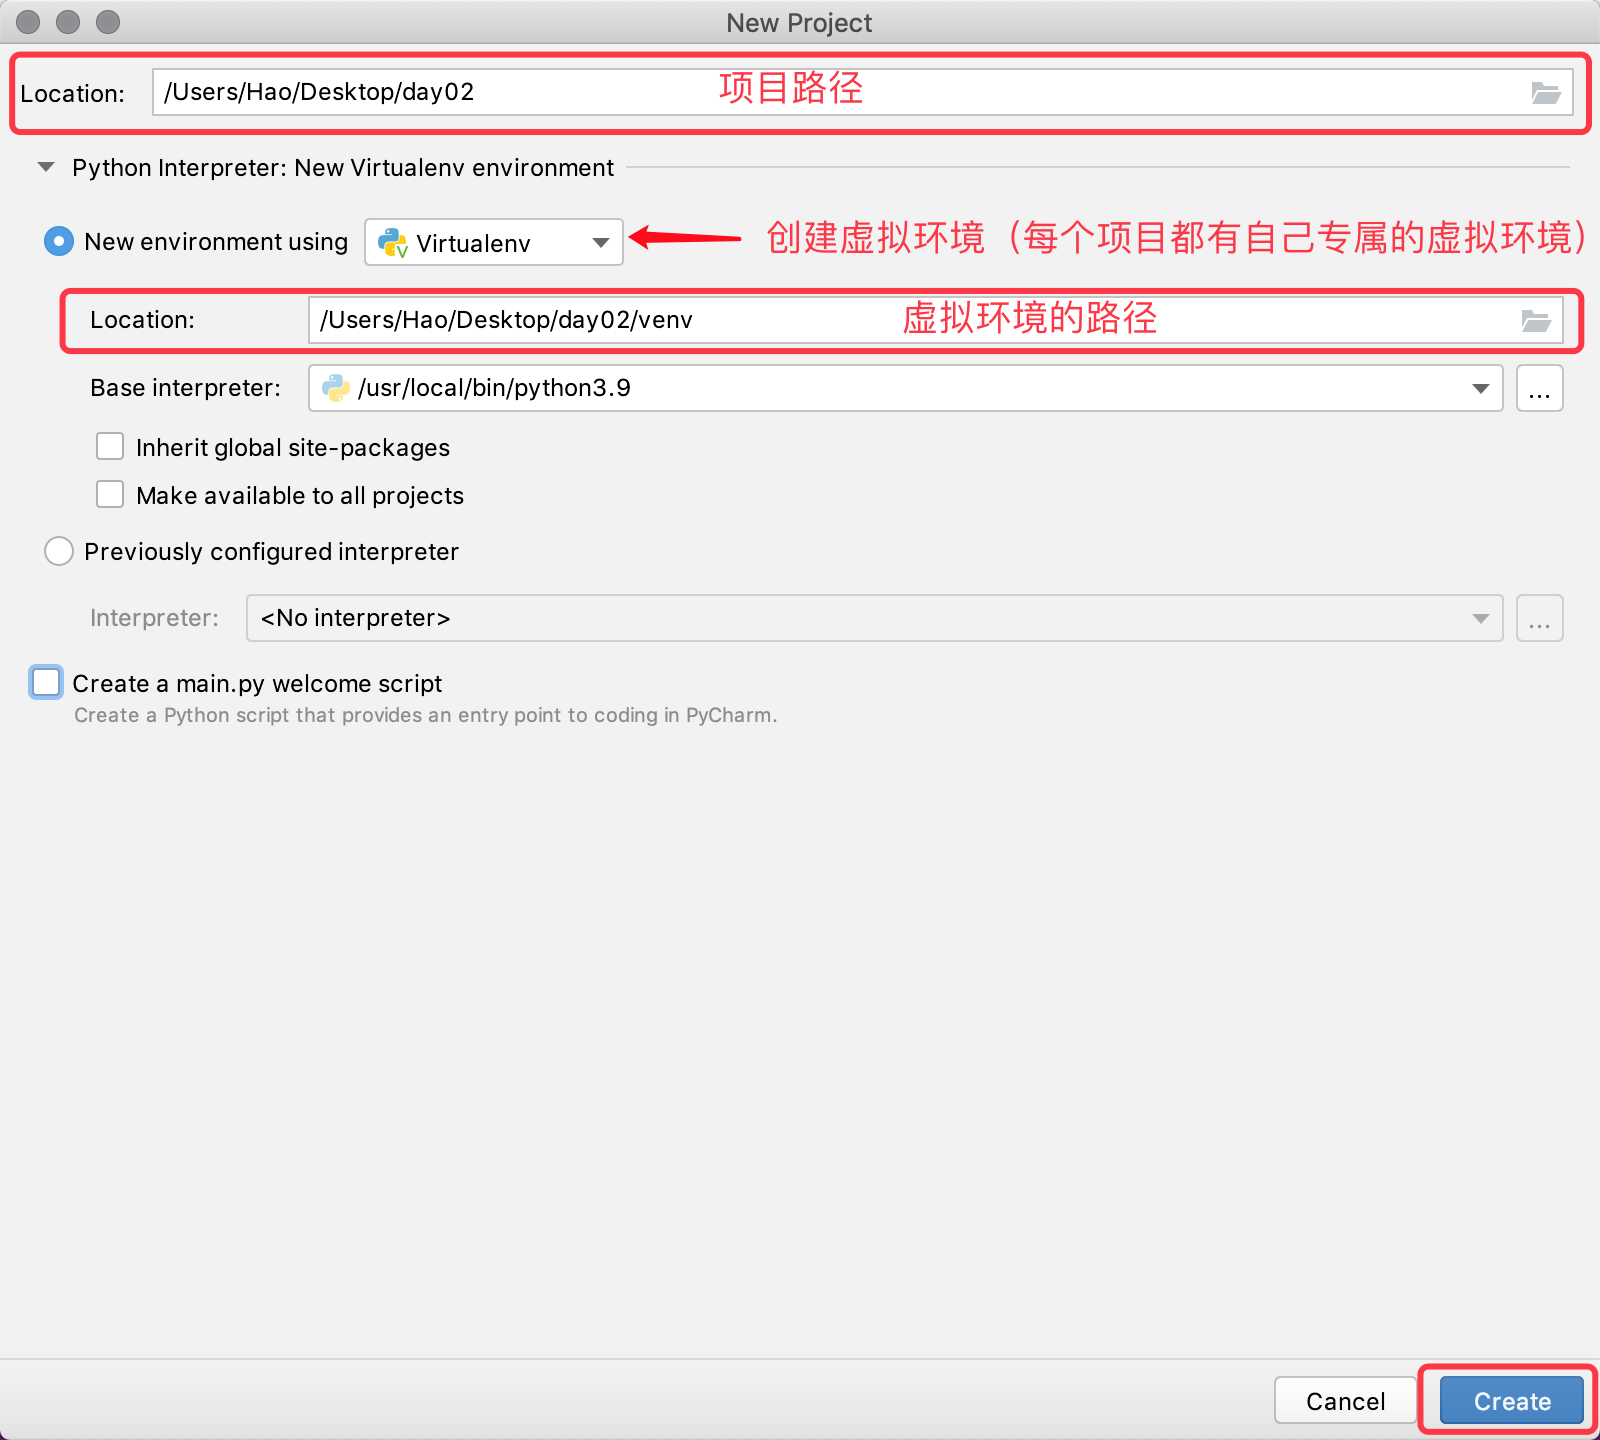 New Project
Location: /Users/Hao/Desktop/day02 项目路径
Python Interpreter: New Virtualenv environment
New environment using Virtualenv 创建虚拟环境（每个项目都有自己专属的虚拟环境）
Location: /Users/Hao/Desktop/day02/venv 虚拟环境的路径
Base interpreter: /usr/local/bin/python3.9 ...
Inherit global site-packages
Make available to all projects
Previously configured interpreter
Interpreter: <No interpreter> ...
Create a main.py welcome script
Create a Python script that provides an entry point to coding in PyCharm.
Cancel Create